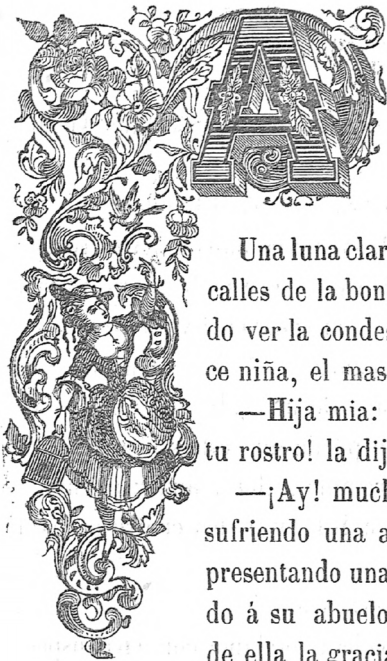 A
Una luna clar
calles de la bon
do ver la conde
ce niña, el mas
—Hija mia:
tu rostro! la dij
—¡Ay! mucl
sufriendo una a
presentando una
do á su abuelo
de ella la gracia